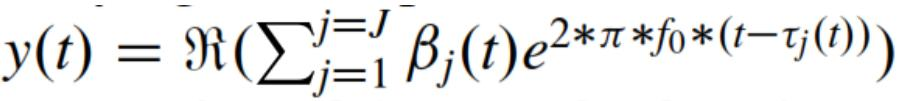 y(t) = ℜ(∑_{j=1}^{j=J} β_j(t)e^{2*π*f_0*(t−τ_j(t))})